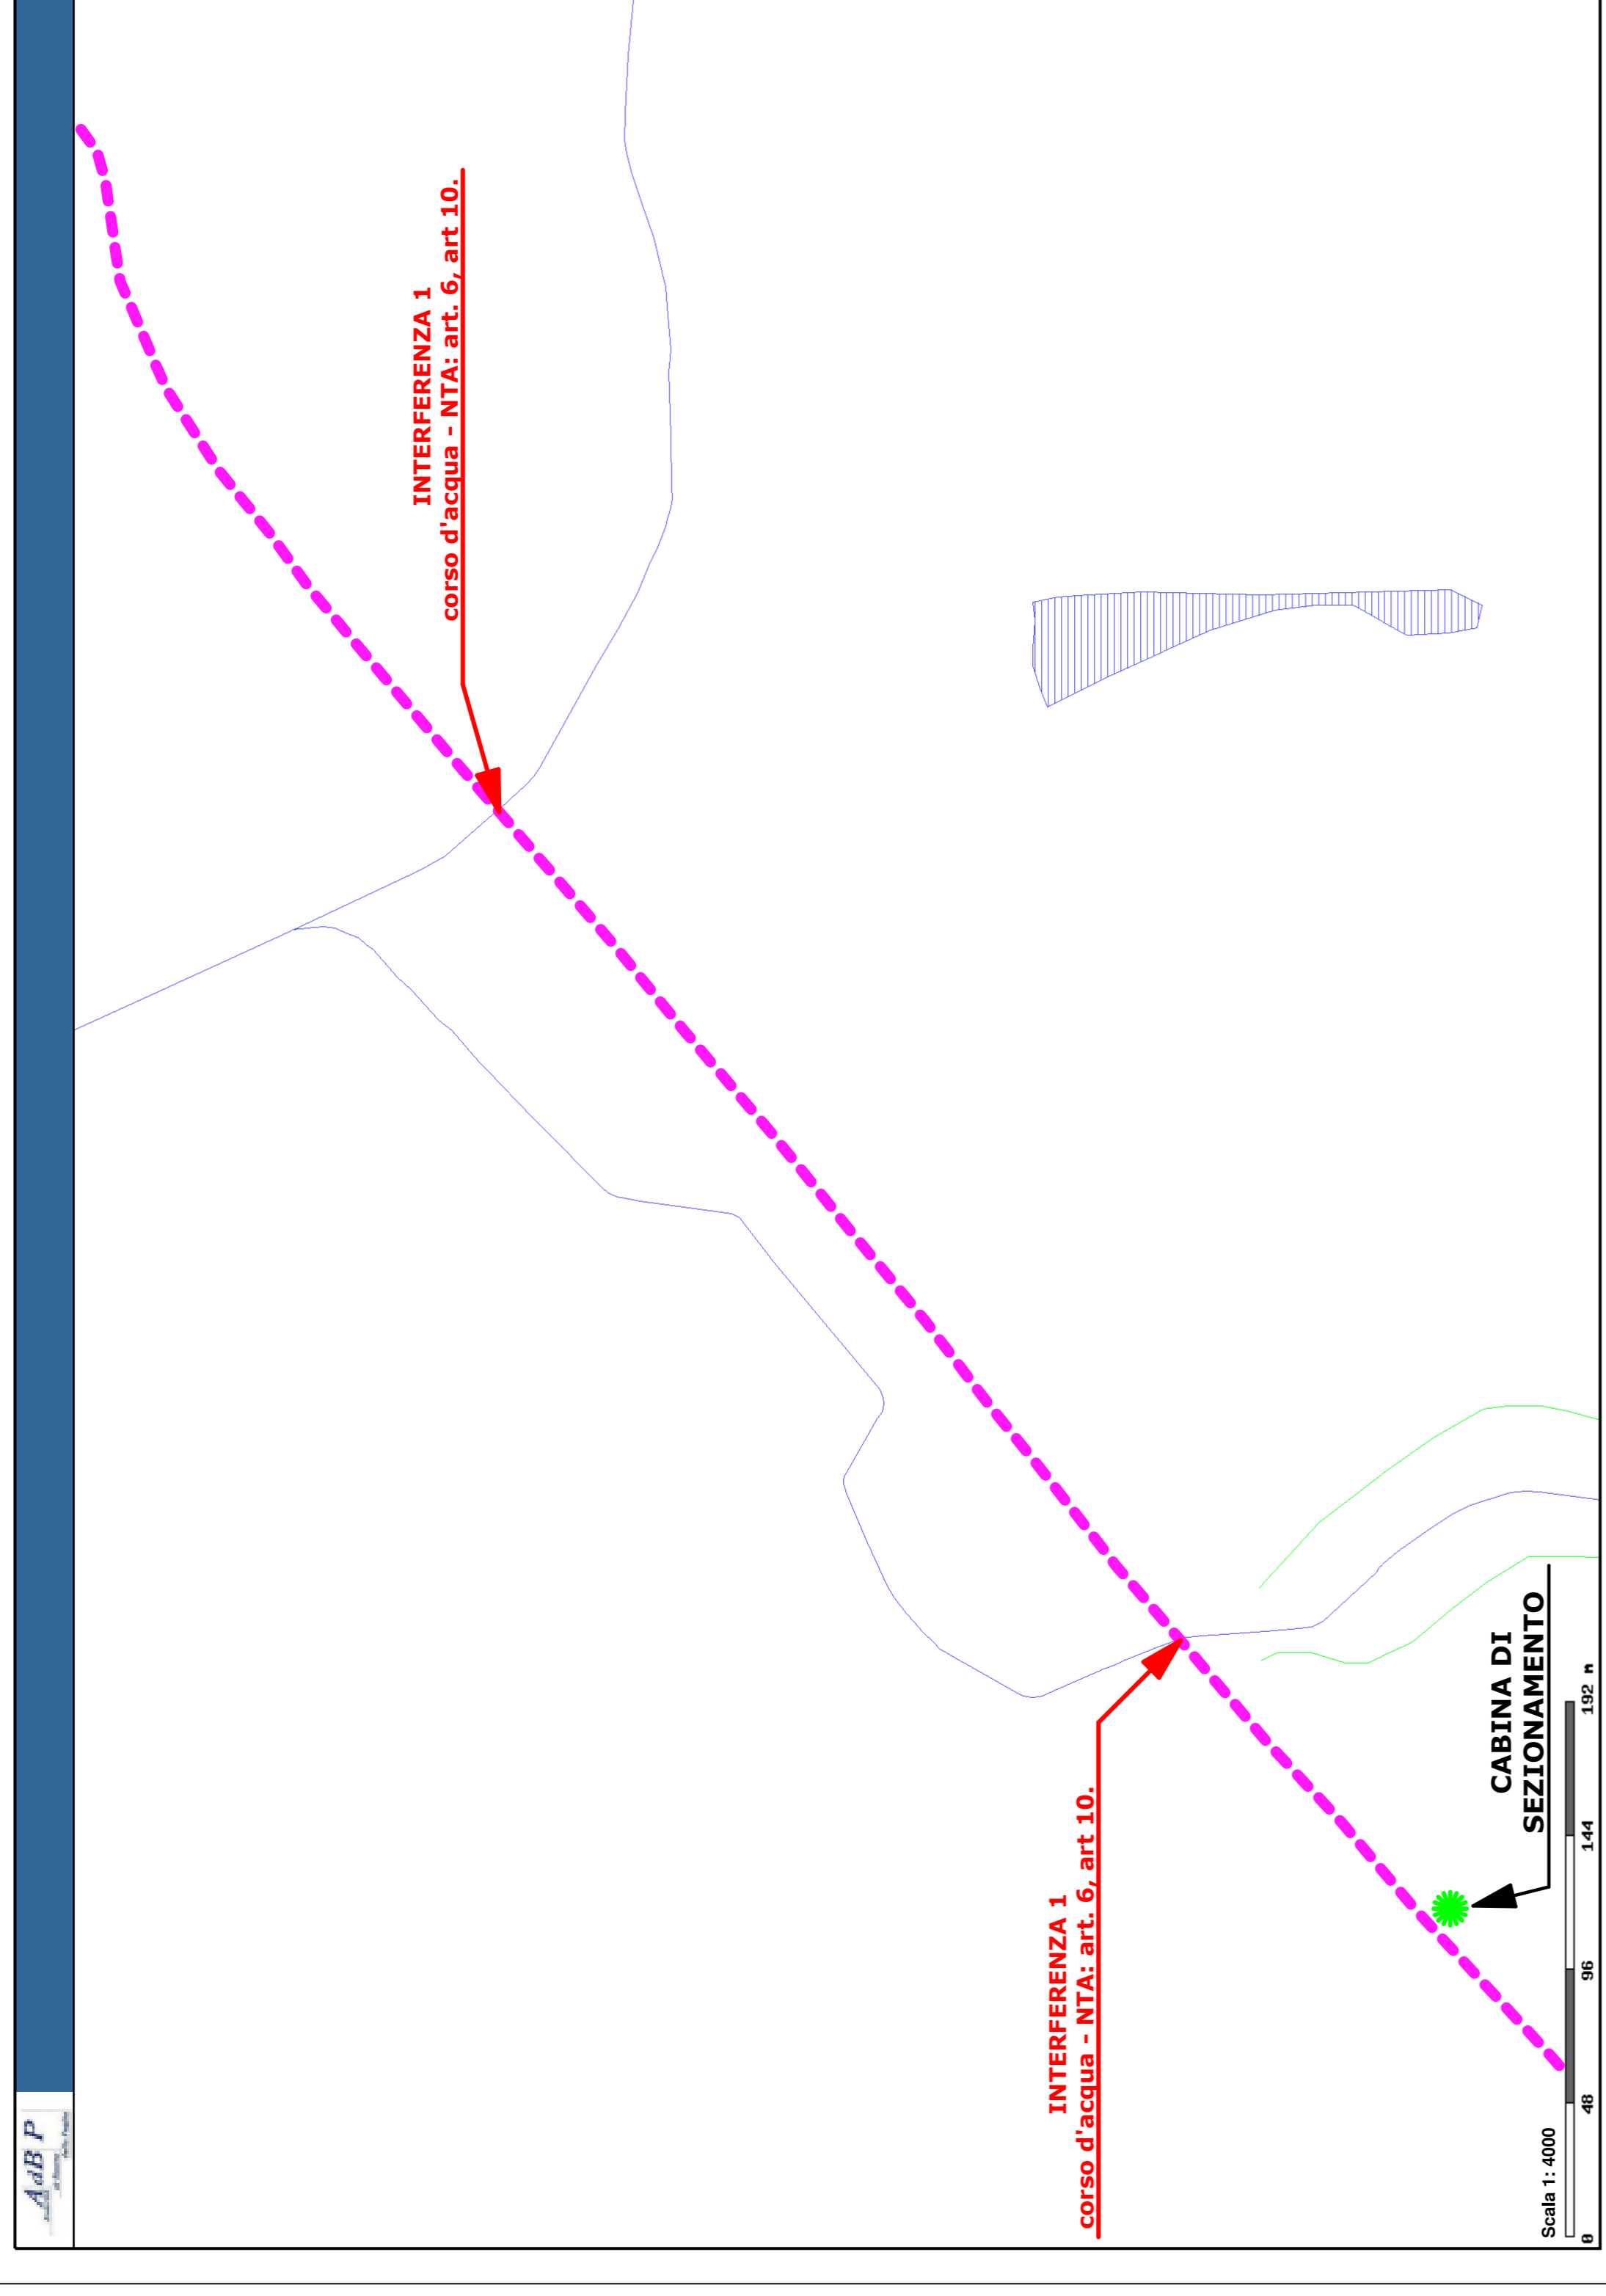 AdBP
INTERFERENZA 1
corso d'acqua - NTA: art. 6, art 10.
INTERFERENZA 1
corso d'acqua - NTA: art. 6, art 10.
CABINA DI
SEZIONAMENTO
Scala 1: 4000
0 48 96 144 192 m